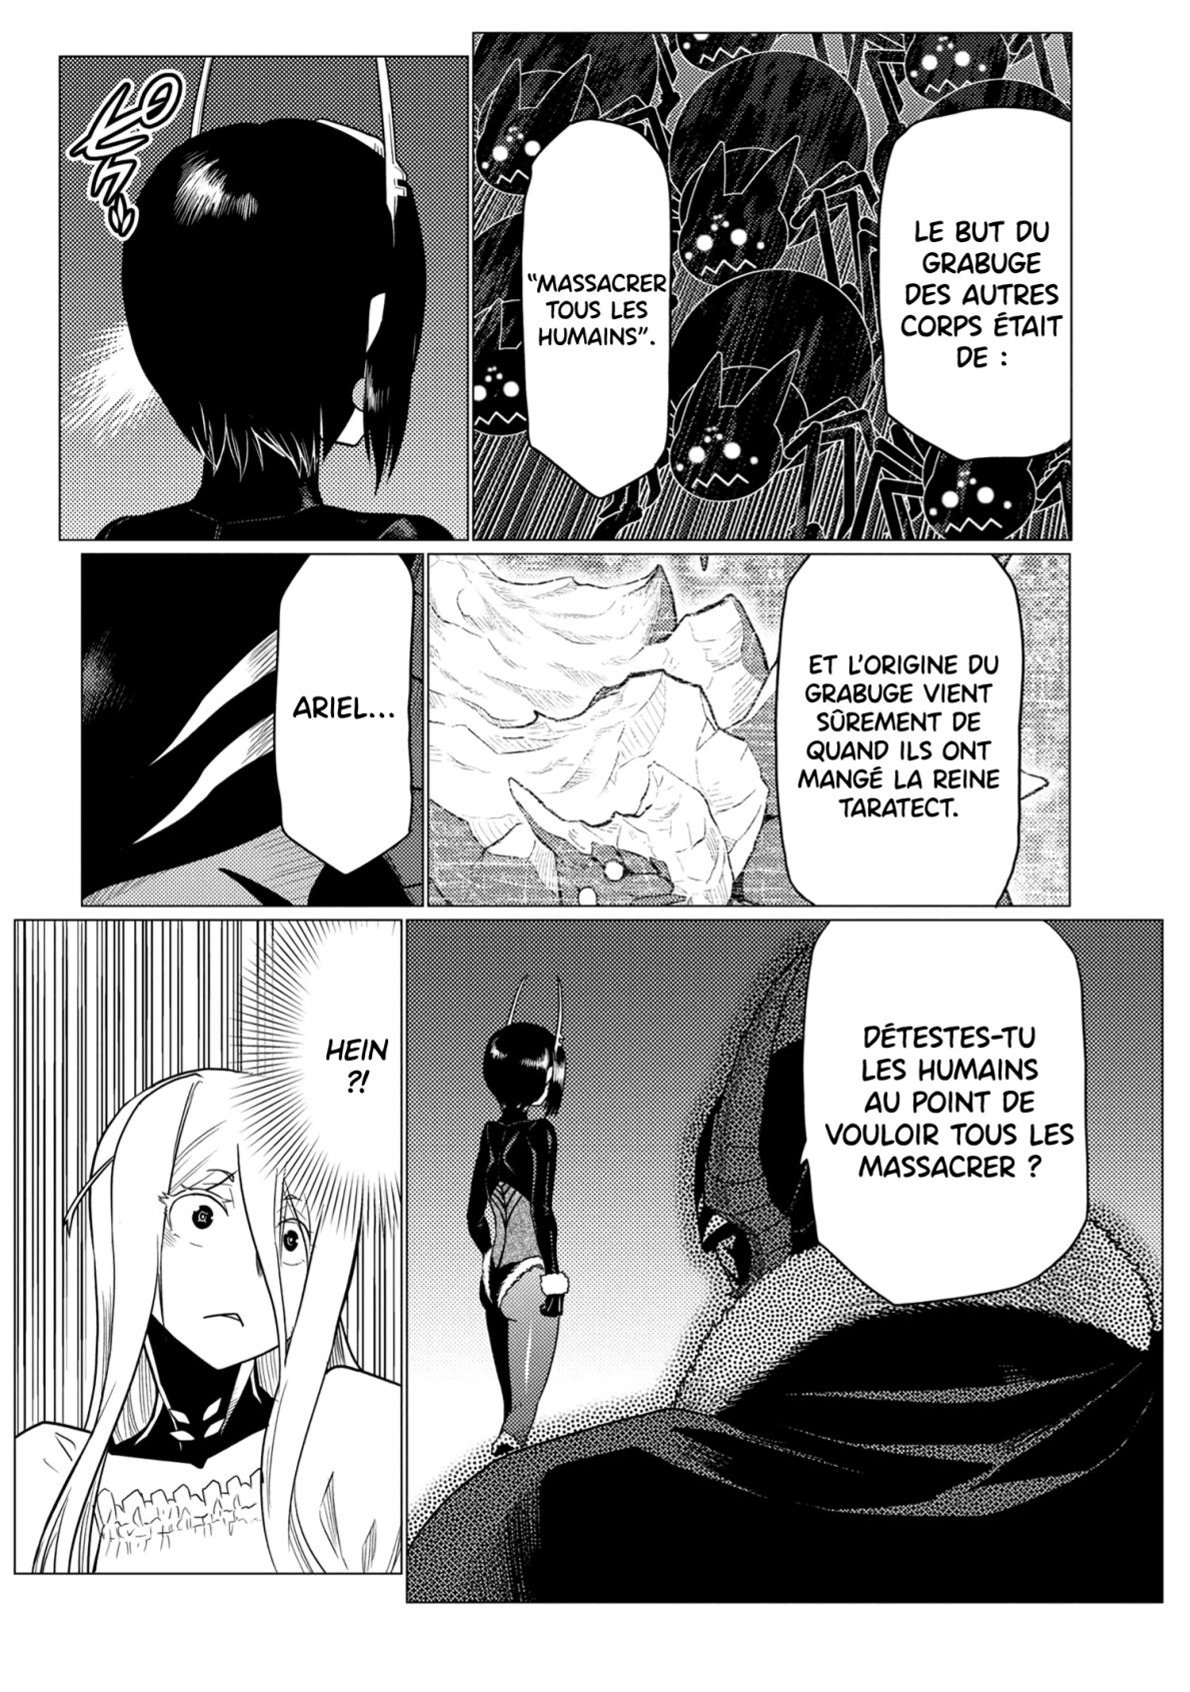 LE BUT DU
GRABUGE
DES AUTRES
CORPS ÉTAIT
DE :
“MASSACRER
TOUS LES
HUMAINS”.
ET L'ORIGINE DU
GRABUGE VIENT
SÛREMENT DE
QUAND ILS ONT
MANGÉ LA REINE
TARATECT.
ARIEL...
DÉTESTES-TU
LES HUMAINS
AU POINT DE
VOULOIR TOUS LES
MASSACRER ?
HEIN
?!